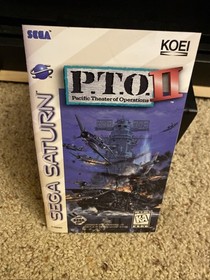 SEGA
KOEI
P.T.O. II
Pacific Theater of Operations
SEGA SATURN
K-A